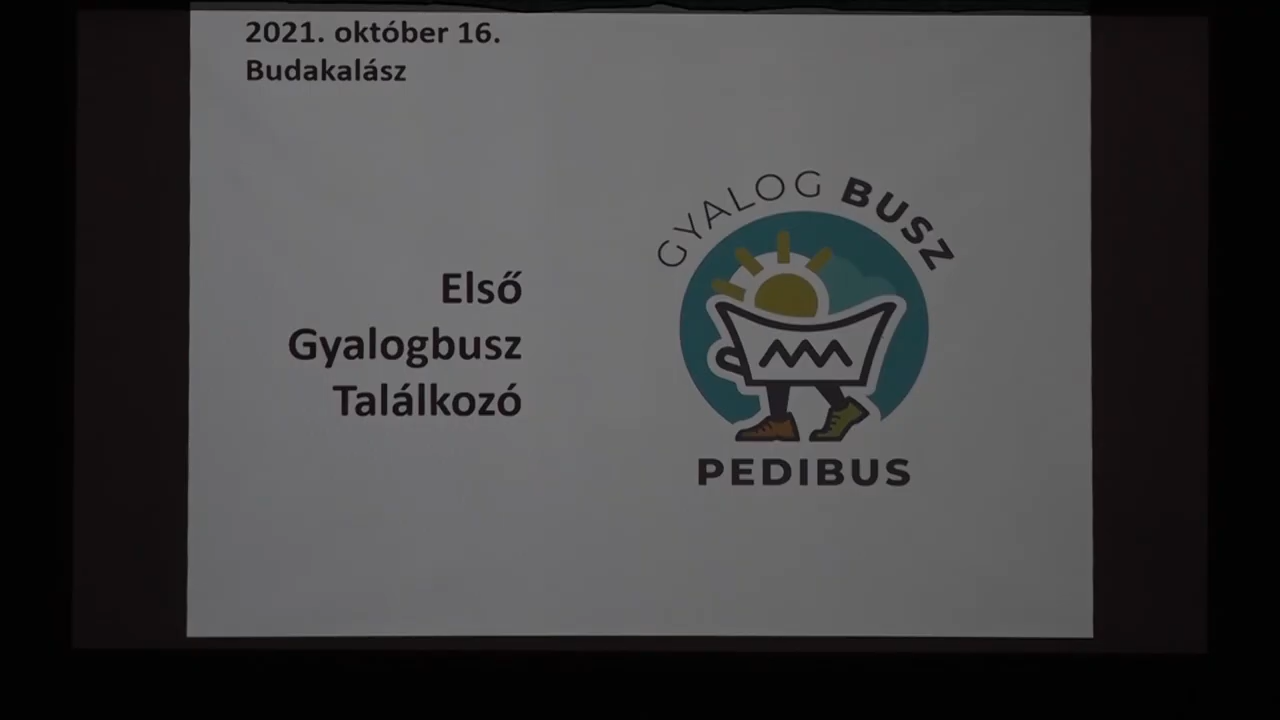 2021. október 16.
Budakalász
Első
Gyalogbusz
Találkozó
GYALOG BUSZ
PEDIBUS